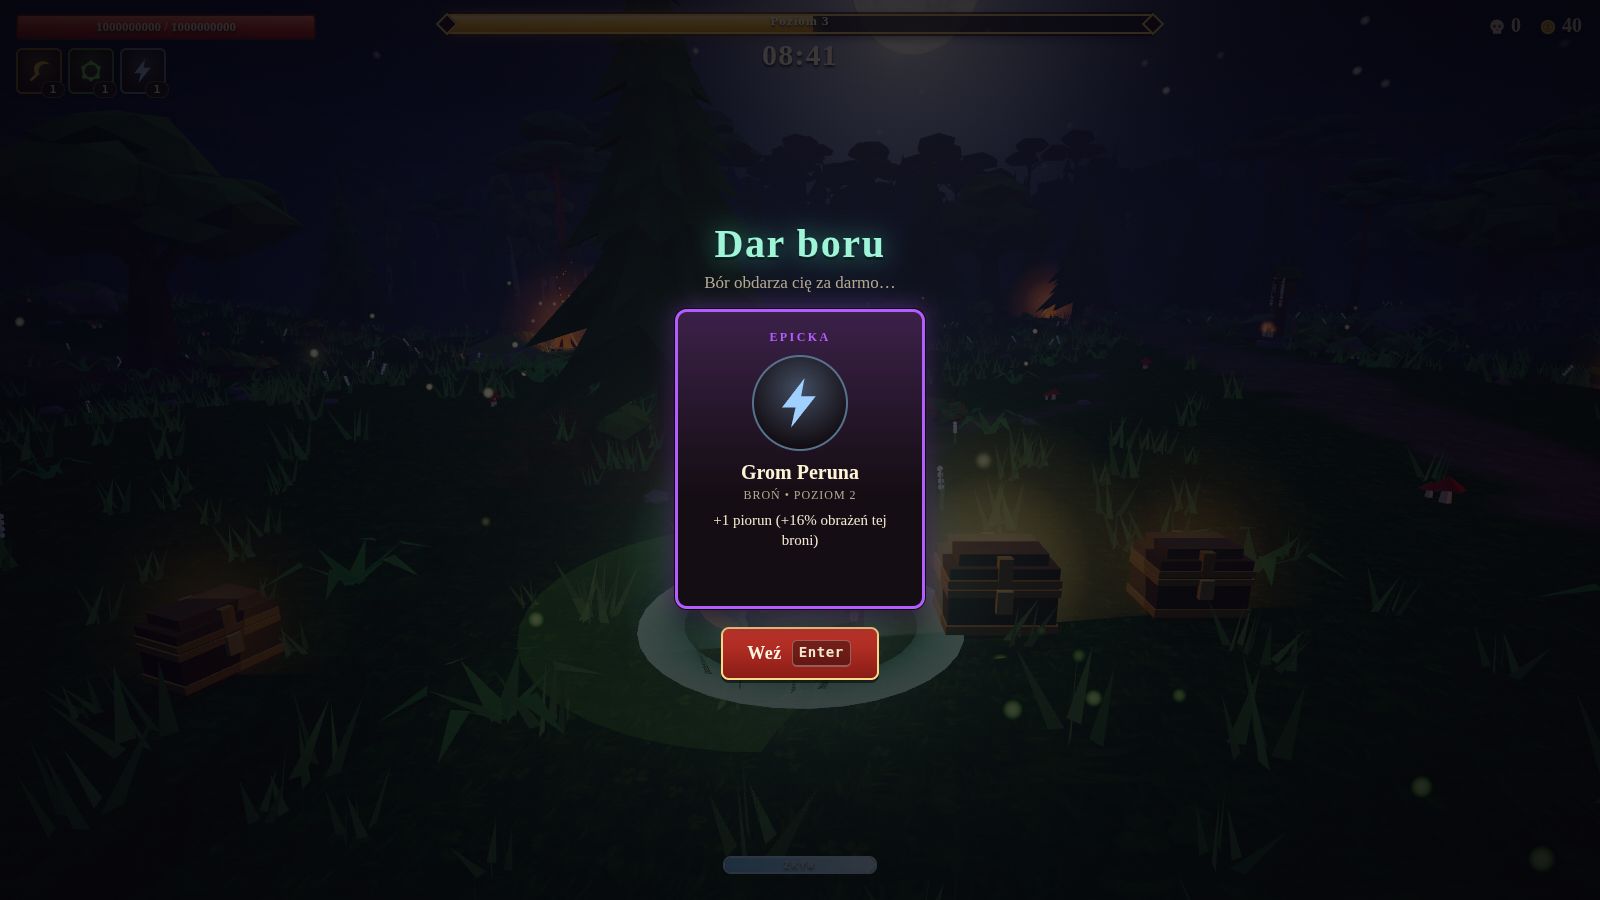 1000000000 / 1000000000
Poziom 3
0
40
08:41
1
1
1
Dar boru
Bór obdarza cię za darmo…
EPICKA
Grom Peruna
BROŃ • POZIOM 2
+1 piorun (+16% obrażeń tej
broni)
Weź Enter